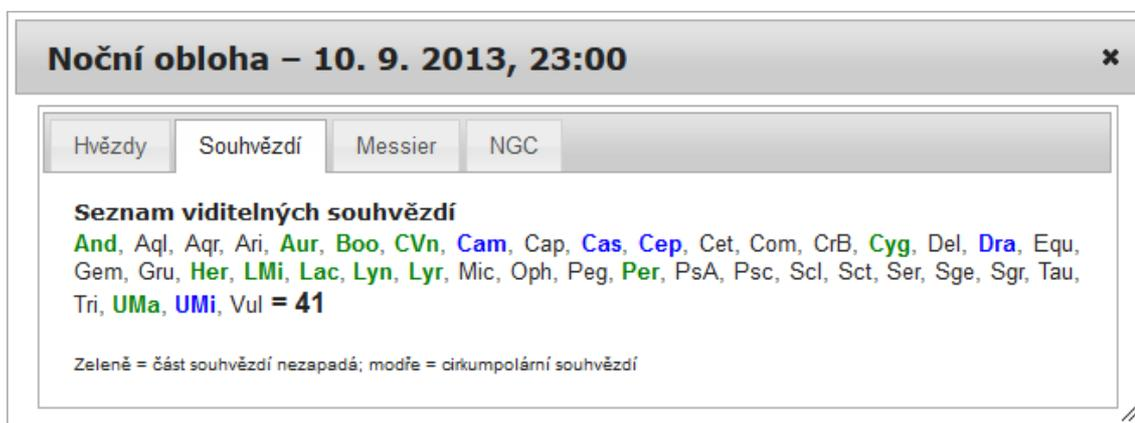 Noční obloha – 10. 9. 2013, 23:00
Hvězdy Souhvězdí Messier NGC
Seznam viditelných souhvězdí
And, Aql, Aqr, Ari, Aur, Boo, CVn, Cam, Cap, Cas, Cep, Cet, Com, CrB, Cyg, Del, Dra, Equ,
Gem, Gru, Her, LMi, Lac, Lyn, Lyr, Mic, Oph, Peg, Per, PsA, Psc, Scl, Sct, Ser, Sge, Sgr, Tau,
Tri, UMa, UMi, Vul = 41
Zeleně = část souhvězdí nezapadá; modře = cirkumpolární souhvězdí